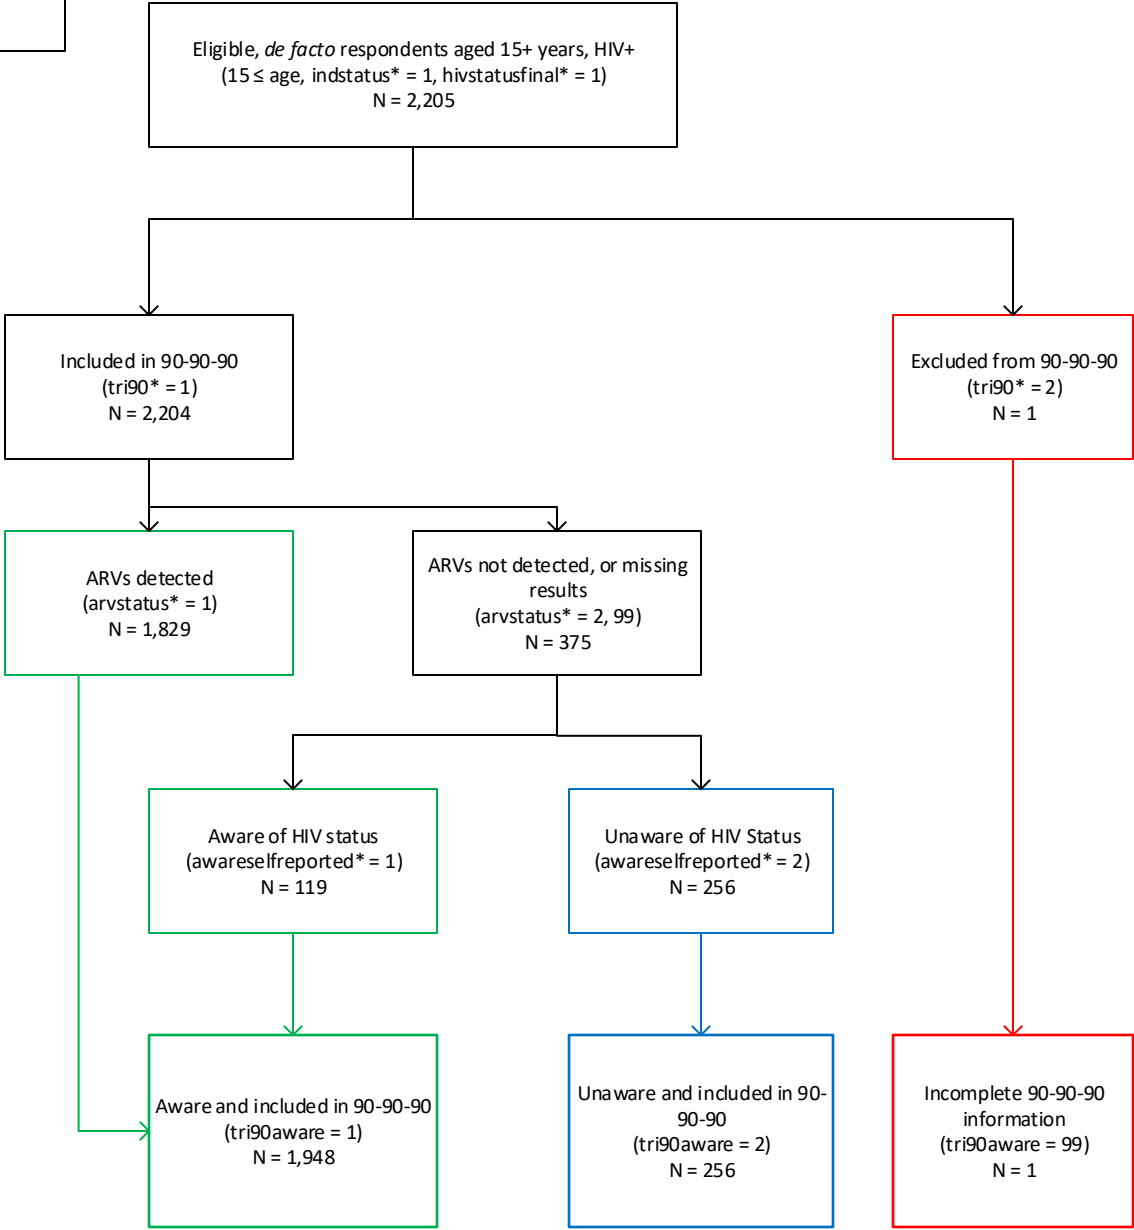 Eligible, de facto respondents aged 15+ years, HIV+
(15 ≤ age, indstatus* = 1, hivstatusfinal* = 1)
N = 2,205
Included in 90-90-90
(tri90* = 1)
N = 2,204
Excluded from 90-90-90
(tri90* = 2)
N = 1
ARVs detected
(arvstatus* = 1)
N = 1,829
ARVs not detected, or missing
results
(arvstatus* = 2, 99)
N = 375
Aware of HIV status
(awareselfreported* = 1)
N = 119
Unaware of HIV Status
(awareselfreported* = 2)
N = 256
Aware and included in 90-90-90
(tri90aware = 1)
N = 1,948
Unaware and included in 90-
90-90
(tri90aware = 2)
N = 256
Incomplete 90-90-90
information
(tri90aware = 99)
N = 1